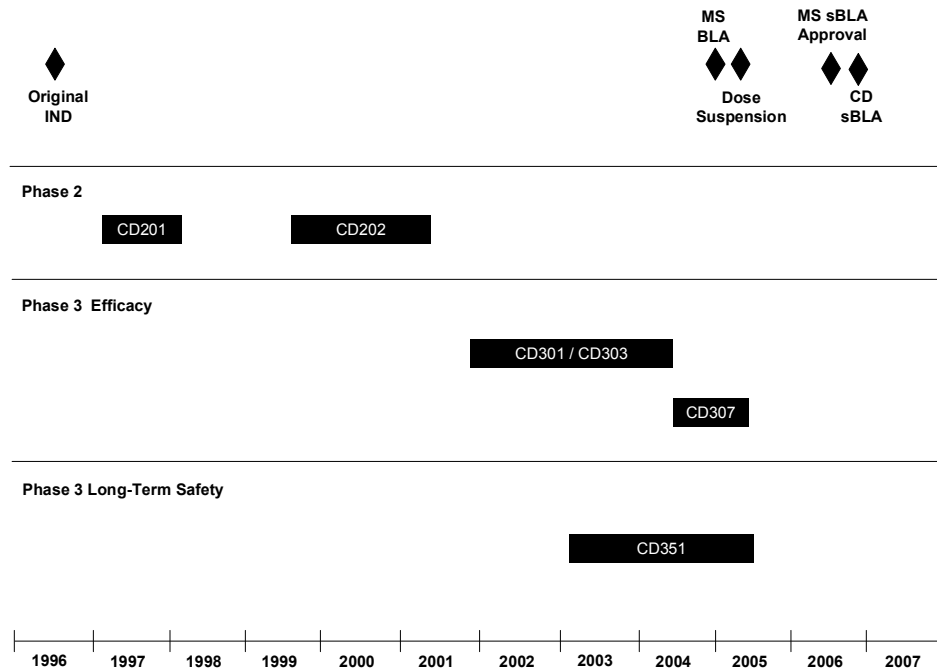 MS
BLA
MS sBLA
Approval
Original
IND
Dose
Suspension
CD
sBLA
Phase 2
CD201
CD202
Phase 3 Efficacy
CD301 / CD303
CD307
Phase 3 Long-Term Safety
CD351
1996 1997 1998 1999 2000 2001 2002 2003 2004 2005 2006 2007